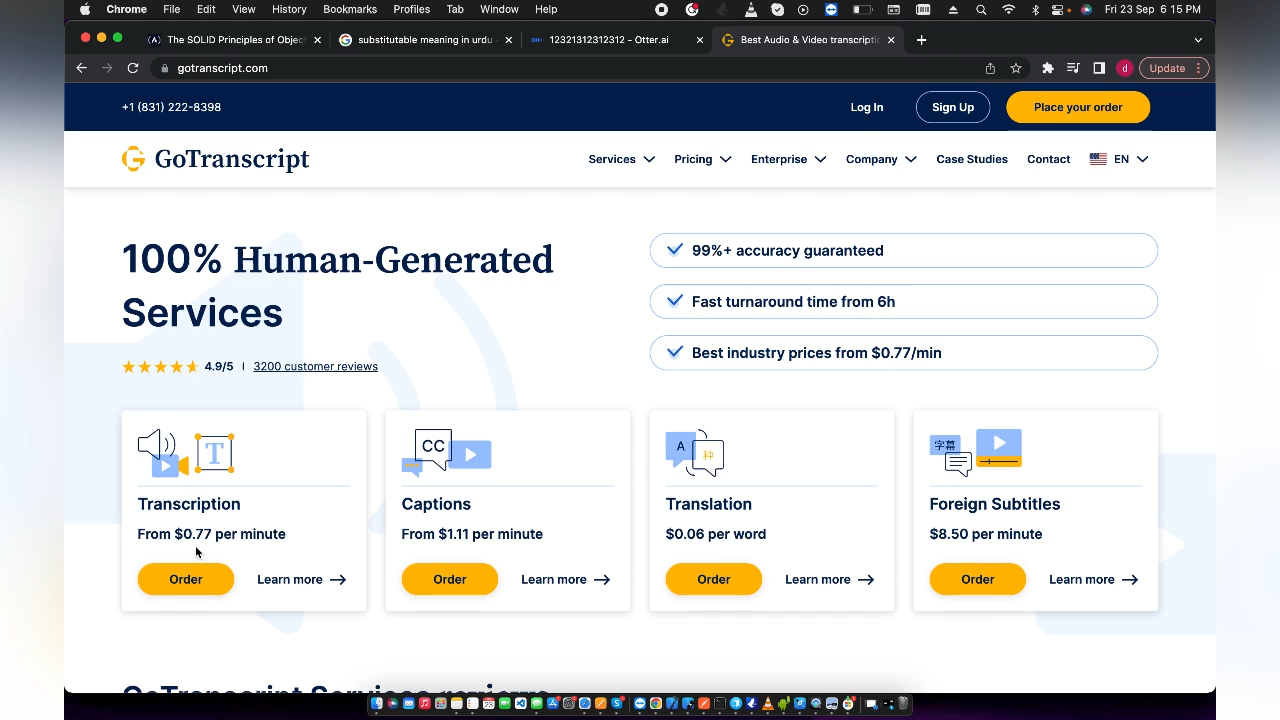 Chrome File Edit View History Bookmarks Profiles Tab Window Help Fri 23 Sep 6 15 PM
The SOLID Principles of Object
substitutable meaning in urdu -
12321312312312 - Otter.ai
Best Audio & Video transcriptio
gotranscript.com
d
Update
+1 (831) 222-8398
Log In
Sign Up
Place your order
GoTranscript
Services
Pricing
Enterprise
Company
Case Studies
Contact
EN
100% Human-Generated
Services
4.9/5 | 3200 customer reviews
99%+ accuracy guaranteed
Fast turnaround time from 6h
Best industry prices from $0.77/min
T
Transcription
From $0.77 per minute
Order
Learn more
CC
Captions
From $1.11 per minute
Order
Learn more
A
种
Translation
$0.06 per word
Order
Learn more
字幕
Foreign Subtitles
$8.50 per minute
Order
Learn more
GoTranscript Services reviews